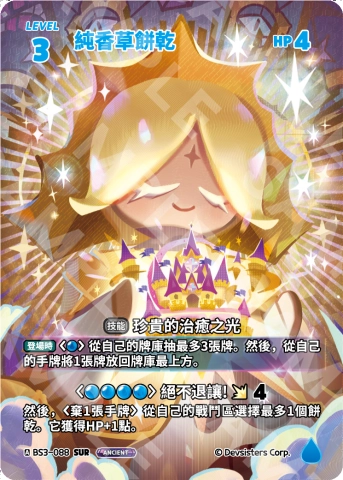 LEVEL
3 純香草餅乾 HP 4
技能 珍貴的治癒之光
登場時 〈〉從自己的牌庫抽最多3張牌。然後，從自己
的手牌將1張牌放回牌庫最上方。
〈〉絕不退讓! 4
然後，〈棄1張手牌〉從自己的戰鬥區選擇最多1個餅
乾。它獲得HP+1點。
A BS3-088 SUR ANCIENT © Devsisters Corp.